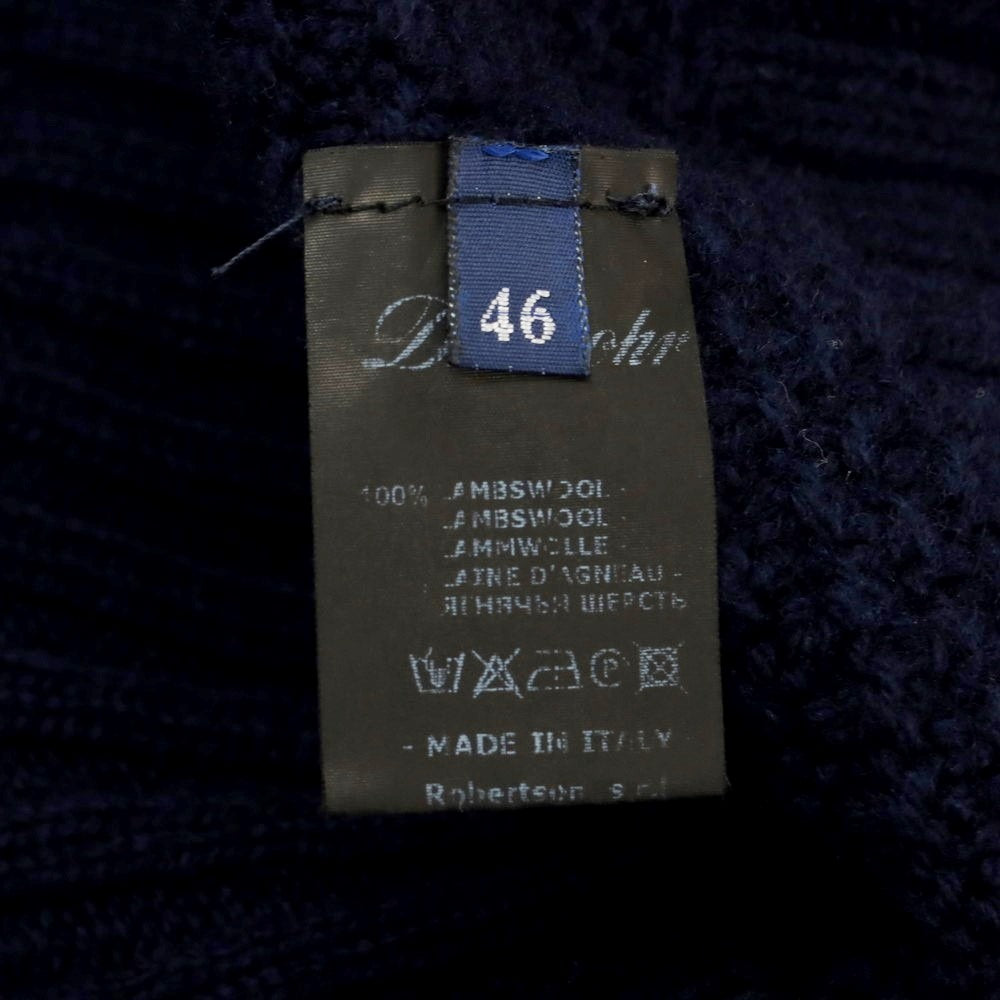 46
100% LAMBSWOOL -
LAMBSWOOL -
LAMMWOLLE -
LAINE D'AGNEAU -
ЯГНЯЧЬЯ ШЕРСТЬ
- MADE IN ITALY
Robertson s.r.l